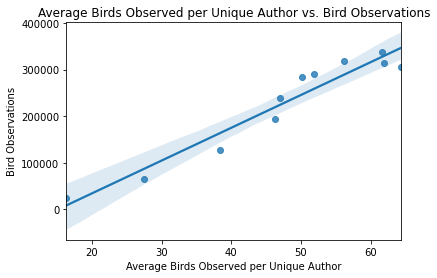 Average Birds Observed per Unique Author vs. Bird Observations
400000
300000
200000
100000
0
Bird Observations
20 30 40 50 60
Average Birds Observed per Unique Author